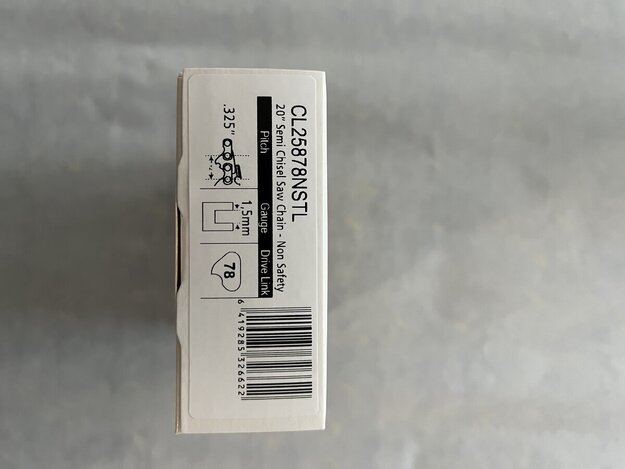 CL25878NSTL
20" Semi Chisel Saw Chain - Non Safety
Pitch Gauge Drive Link
.325" 1,5mm 78
6 419285 326622